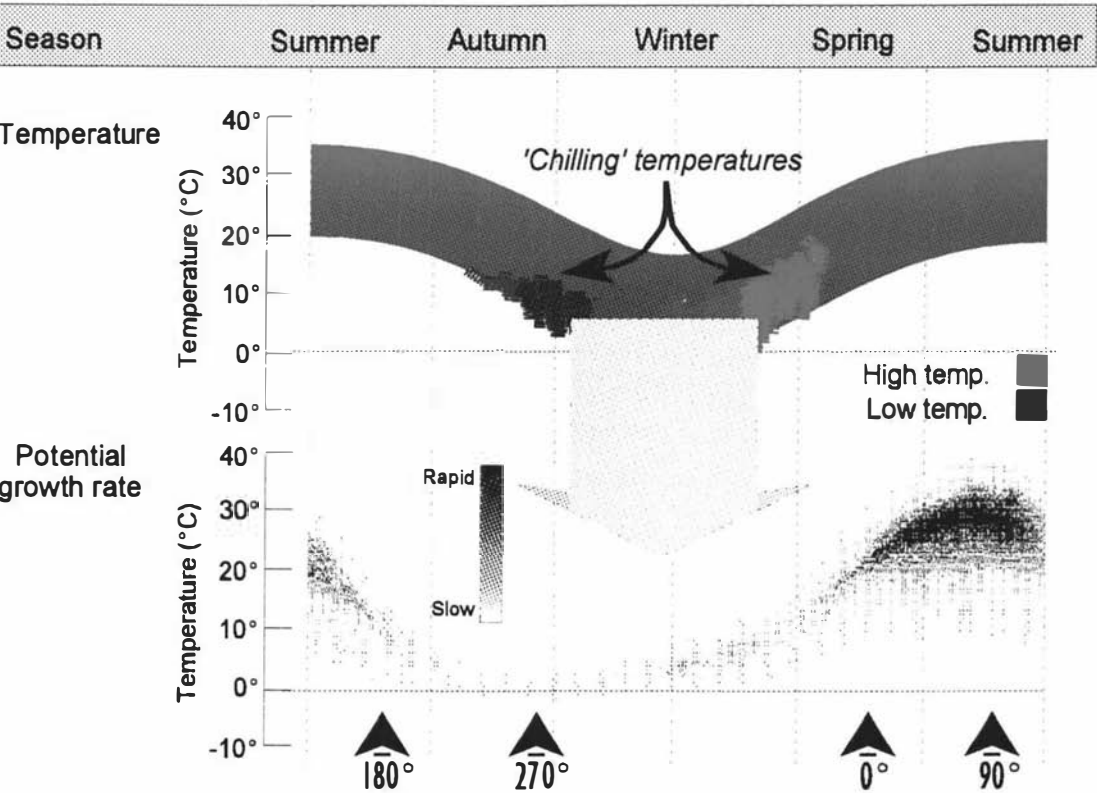 Season Summer Autumn Winter Spring Summer
Temperature
Temperature (°C)
40°
30°
20°
10°
0°
-10°
'Chilling' temperatures
High temp.
Low temp.
Potential
growth rate
Temperature (°C)
40°
30°
20°
10°
0°
-10°
Rapid
Slow
180° 270° 0° 90°